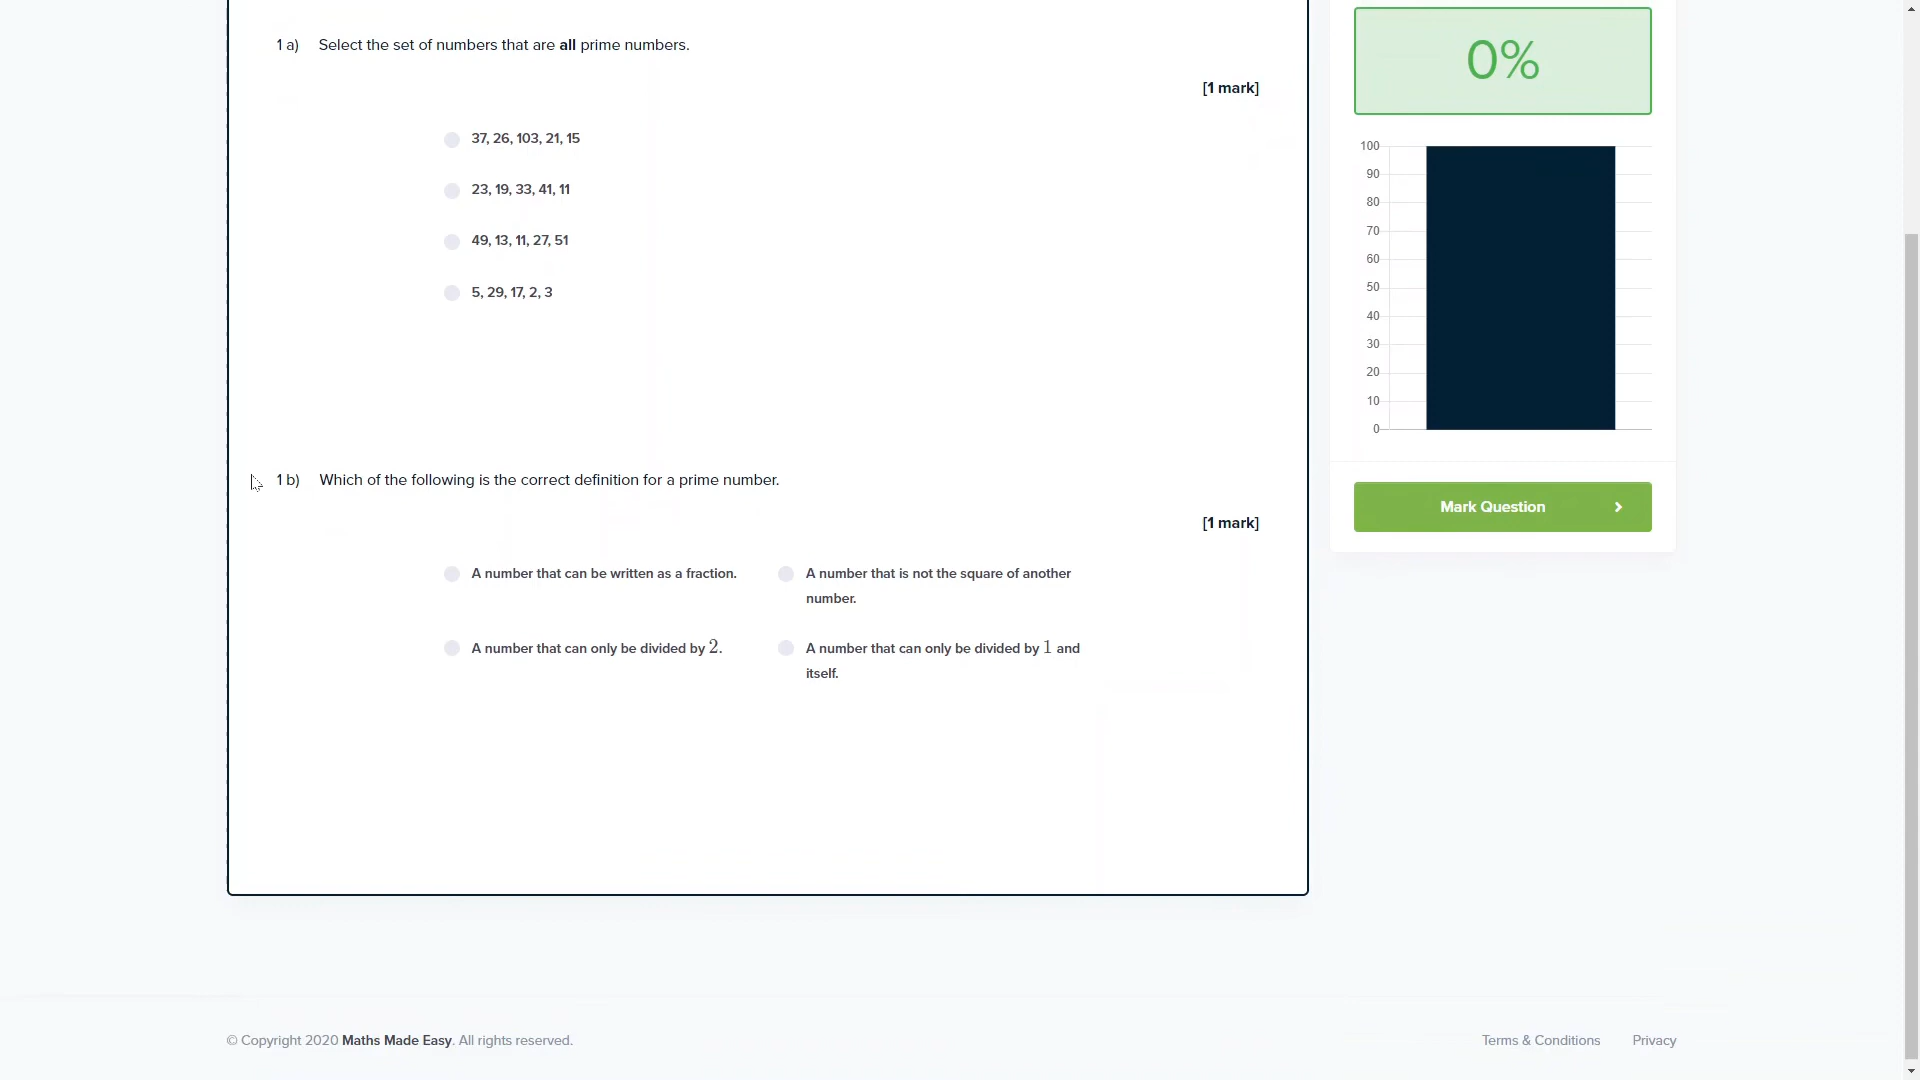 1 a) Select the set of numbers that are all prime numbers.
[1 mark]
37, 26, 103, 21, 15
23, 19, 33, 41, 11
49, 13, 11, 27, 51
5, 29, 17, 2, 3
1 b) Which of the following is the correct definition for a prime number.
[1 mark]
A number that can be written as a fraction.
A number that is not the square of another
number.
A number that can only be divided by 2.
A number that can only be divided by 1 and
itself.
0%
100
90
80
70
60
50
40
30
20
10
0
Mark Question
© Copyright 2020 Maths Made Easy. All rights reserved.
Terms & Conditions
Privacy